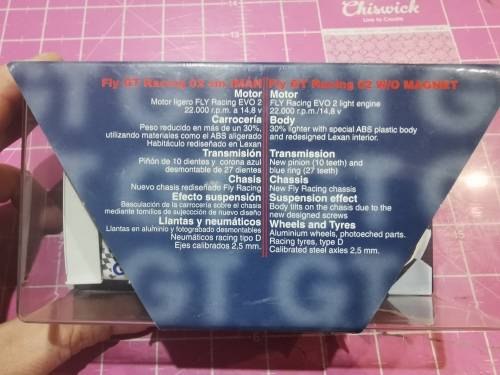 Chiswick
Live to Create
Fly GT Racing 02 sin IMAN
Motor
Motor ligero FLY Racing EVO 2
22.000 r.p.m. a 14,8 v
Carrocería
Peso reducido en más de un 30%,
utilizando materiales como el ABS aligerado
Habitáculo rediseñado en Lexan
Transmisión
Piñón de 10 dientes y corona azul
desmontable de 27 dientes
Chasis
Nuevo chasis rediseñado Fly Racing
Efecto suspensión
Basculación de la carrocería sobre el chasis
mediante tornillos de sujección de nuevo diseño
Llantas y neumáticos
Llantas en aluminio y fotograbado desmontables
Neumáticos racing tipo D
Ejes calibrados 2,5 mm.
Fly GT Racing 02 W/O MAGNET
Motor
FLY Racing EVO 2 light engine
22.000 r.p.m./14,8 v
Body
30% lighter with special ABS plastic body
and redesigned Lexan interior.
Transmission
New pinion (10 teeth) and
blue ring (27 teeth)
Chassis
New Fly Racing chassis
Suspension effect
Body tilts on the chasis due to the
new designed screws
Wheels and Tyres
Aluminium wheels, photoeched parts.
Racing tyres, type D
Calibrated steel axles 2,5 mm.
GT G